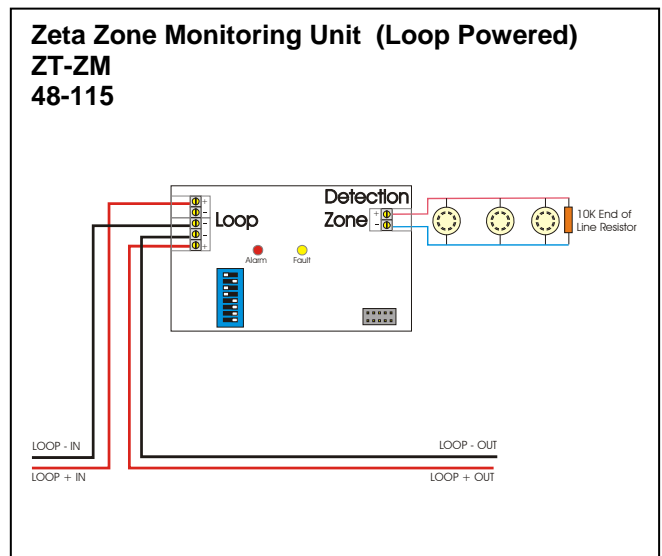 Zeta Zone Monitoring Unit (Loop Powered)
ZT-ZM
48-115
Detection
Zone
+
-
Loop
+
-
-
+
Alarm
Fault
10K End of
Line Resistor
LOOP - IN
LOOP + IN
LOOP - OUT
LOOP + OUT